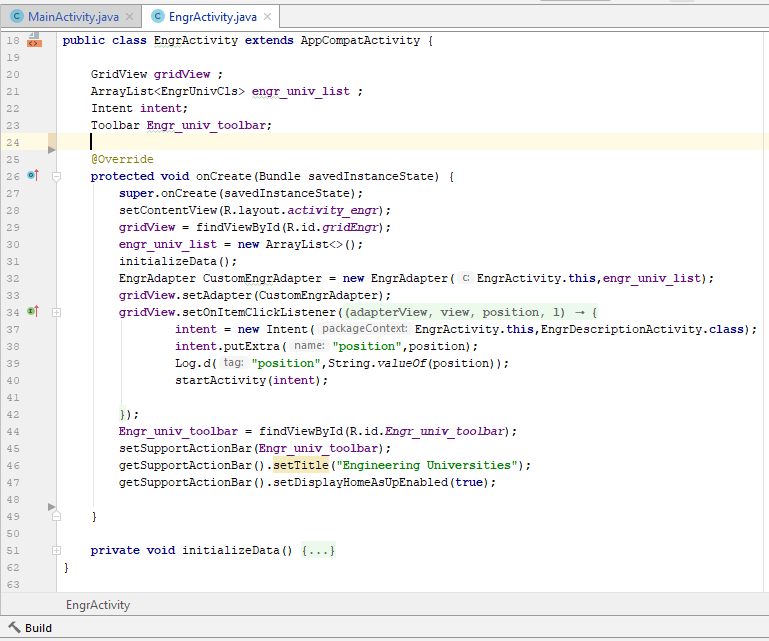 MainActivity.java
EngrActivity.java
18 public class EngrActivity extends AppCompatActivity {
19
20 GridView gridView ;
21 ArrayList<EngrUnivCls> engr_univ_list ;
22 Intent intent;
23 Toolbar Engr_univ_toolbar;
24
25 @Override
26 protected void onCreate(Bundle savedInstanceState) {
27 super.onCreate(savedInstanceState);
28 setContentView(R.layout.activity_engr);
29 gridView = findViewById(R.id.gridEngr);
30 engr_univ_list = new ArrayList<>();
31 initializeData();
32 EngrAdapter CustomEngrAdapter = new EngrAdapter( c: EngrActivity.this,engr_univ_list);
33 gridView.setAdapter(CustomEngrAdapter);
34 gridView.setOnItemClickListener((adapterView, view, position, l) → {
37 intent = new Intent( packageContext: EngrActivity.this,EngrDescriptionActivity.class);
38 intent.putExtra( name: "position",position);
39 Log.d( tag: "position",String.valueOf(position));
40 startActivity(intent);
41
42 });
44 Engr_univ_toolbar = findViewById(R.id.Engr_univ_toolbar);
45 setSupportActionBar(Engr_univ_toolbar);
46 getSupportActionBar().setTitle("Engineering Universities");
47 getSupportActionBar().setDisplayHomeAsUpEnabled(true);
48
49 }
50
51 private void initializeData() {...}
62 }
63
EngrActivity
Build